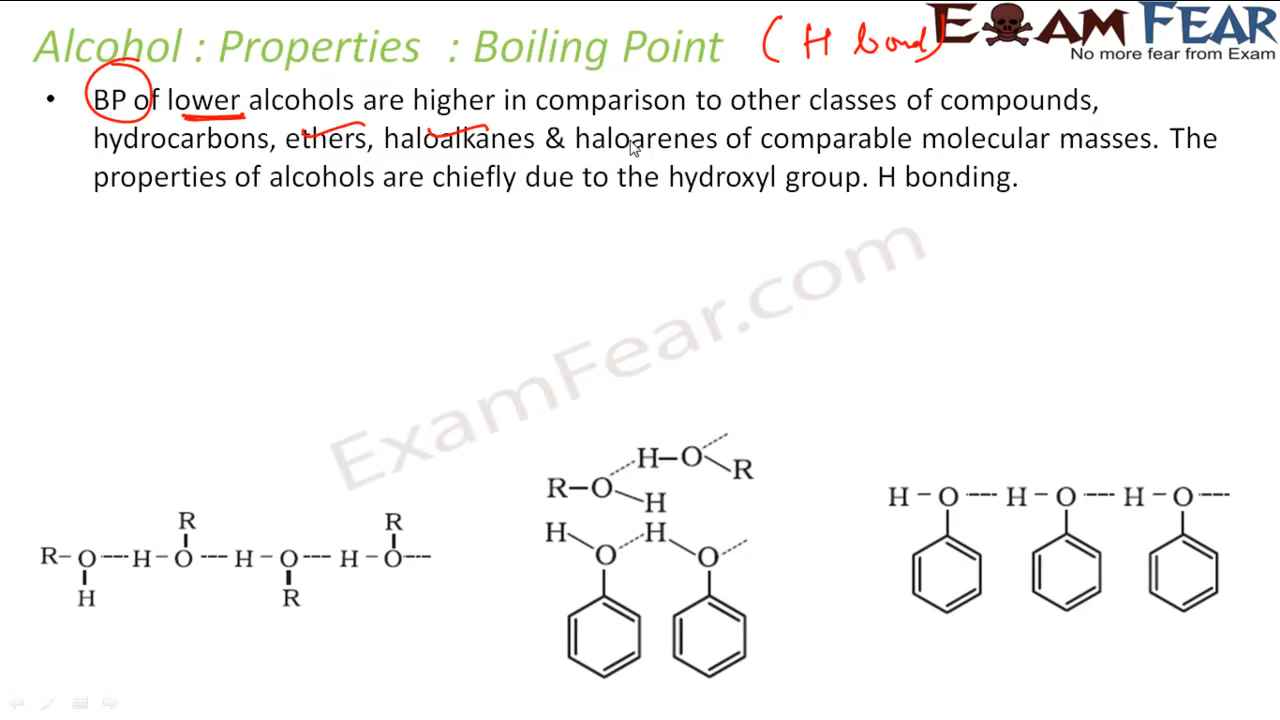 Alcohol : Properties : Boiling Point (H bond)
EXAM FEAR
No more fear from Exam
• BP of lower alcohols are higher in comparison to other classes of compounds,
hydrocarbons, ethers, haloalkanes & haloarenes of comparable molecular masses. The
properties of alcohols are chiefly due to the hydroxyl group. H bonding.
ExamFear.com
H–O
R
R–O
H
H H
O O
R R
R–O---H–O---H–O---H–O---
H R
H–O---H–O---H–O---